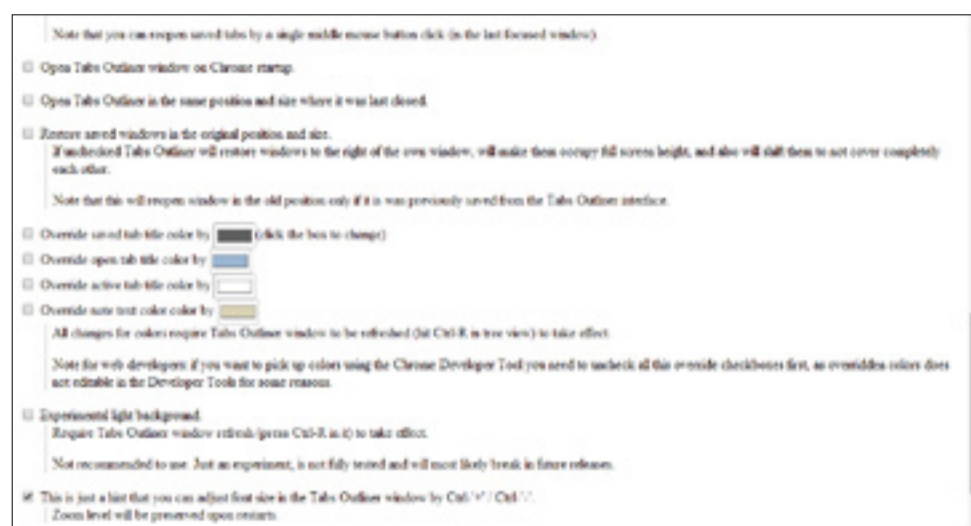 Note that you can reopen saved tabs by a single middle mouse button click (in the last focused window).
Open Tabs Outliner window on Chrome startup.
Open Tabs Outliner in the same position and size where it was last closed.
Restore saved windows in the original position and size.
If unchecked Tabs Outliner will restore windows to the right of the own window, will make them occupy full screen height, and also will shift them to not cover completely
each other.
Note that this will reopen window in the old position only if it is was previously saved from the Tabs Outliner interface.
Override saved tab title color by (click the box to change)
Override open tab title color by
Override active tab title color by
Override note text color color by
All changes for colors require Tabs Outliner window to be refreshed (hit Ctrl-R in tree view) to take effect.
Note for web developers: if you want to pick up colors using the Chrome Developer Tool you need to uncheck all this override checkboxes first, as overridden colors does
not editable in the Developer Tools for some reasons.
Experimental light background.
Require Tabs Outliner window refresh (press Ctrl-R in it) to take effect.
Not recommended to use. Just an experiment, is not fully tested and will most likely break in future releases.
This is just a hint that you can adjust font size in the Tabs Outliner window by Ctrl-'+' / Ctrl-'-'.
Zoom level will be preserved upon restarts.